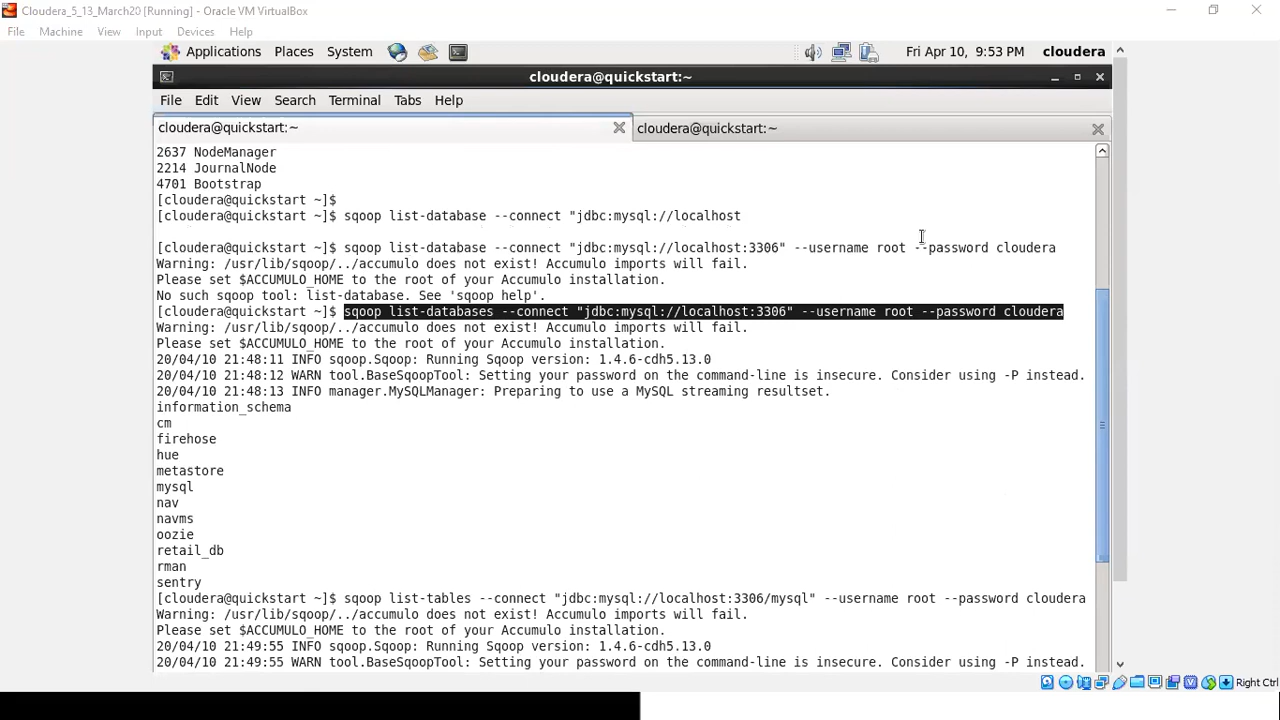 Cloudera_5_13_March20 [Running] - Oracle VM VirtualBox
File Machine View Input Devices Help
Applications Places System Fri Apr 10, 9:53 PM cloudera
cloudera@quickstart:~
File Edit View Search Terminal Tabs Help
cloudera@quickstart:~ cloudera@quickstart:~
2637 NodeManager
2214 JournalNode
4701 Bootstrap
[cloudera@quickstart ~]$
[cloudera@quickstart ~]$ sqoop list-database --connect "jdbc:mysql://localhost
[cloudera@quickstart ~]$ sqoop list-database --connect "jdbc:mysql://localhost:3306" --username root --password cloudera
Warning: /usr/lib/sqoop/../accumulo does not exist! Accumulo imports will fail.
Please set $ACCUMULO_HOME to the root of your Accumulo installation.
No such sqoop tool: list-database. See 'sqoop help'.
[cloudera@quickstart ~]$ sqoop list-databases --connect "jdbc:mysql://localhost:3306" --username root --password cloudera
Warning: /usr/lib/sqoop/../accumulo does not exist! Accumulo imports will fail.
Please set $ACCUMULO_HOME to the root of your Accumulo installation.
20/04/10 21:48:11 INFO sqoop.Sqoop: Running Sqoop version: 1.4.6-cdh5.13.0
20/04/10 21:48:12 WARN tool.BaseSqoopTool: Setting your password on the command-line is insecure. Consider using -P instead.
20/04/10 21:48:13 INFO manager.MySQLManager: Preparing to use a MySQL streaming resultset.
information_schema
cm
firehose
hue
metastore
mysql
nav
navms
oozie
retail_db
rman
sentry
[cloudera@quickstart ~]$ sqoop list-tables --connect "jdbc:mysql://localhost:3306/mysql" --username root --password cloudera
Warning: /usr/lib/sqoop/../accumulo does not exist! Accumulo imports will fail.
Please set $ACCUMULO_HOME to the root of your Accumulo installation.
20/04/10 21:49:55 INFO sqoop.Sqoop: Running Sqoop version: 1.4.6-cdh5.13.0
20/04/10 21:49:55 WARN tool.BaseSqoopTool: Setting your password on the command-line is insecure. Consider using -P instead.
Right Ctrl